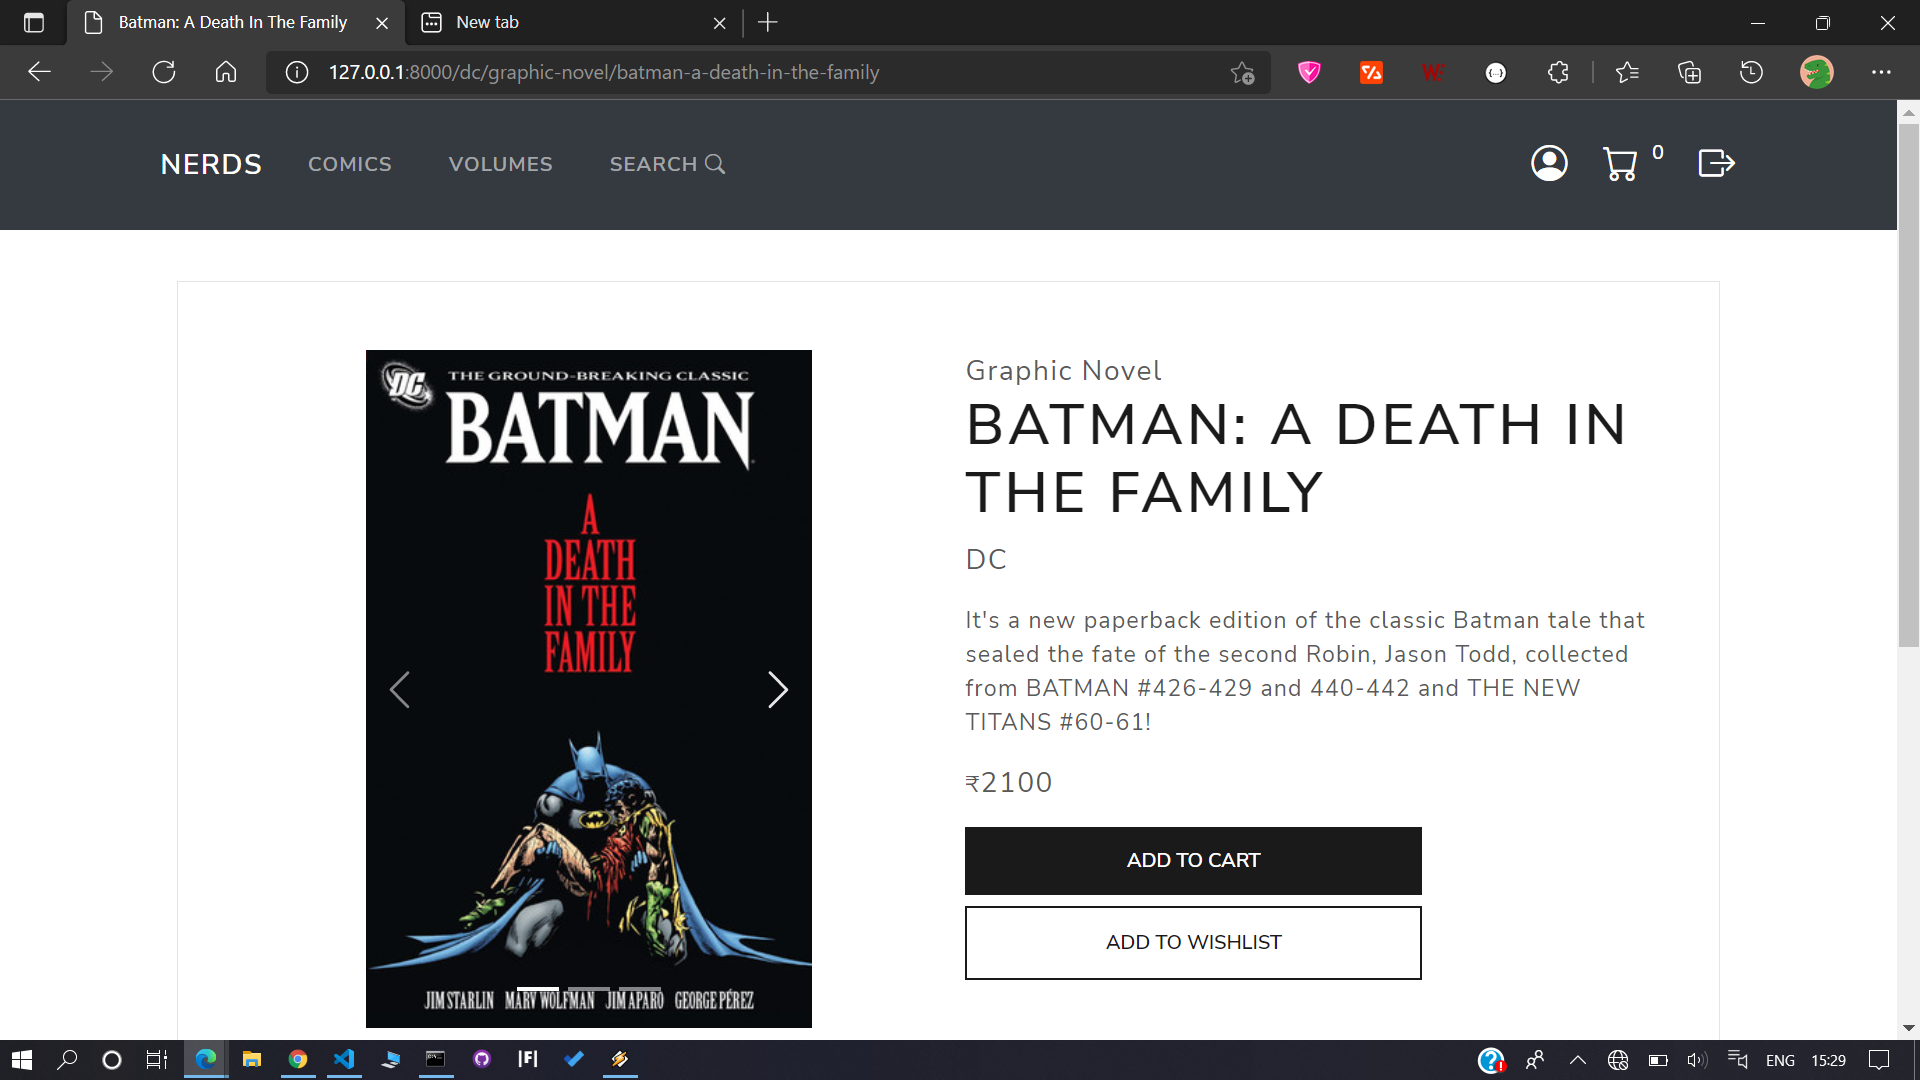 Batman: A Death In The Family
New tab
127.0.0.1:8000/dc/graphic-novel/batman-a-death-in-the-family
NERDS COMICS VOLUMES SEARCH 0
DC THE GROUND-BREAKING CLASSIC
BATMAN
A
DEATH
IN THE
FAMILY
JIM STARLIN MARV WOLFMAN JIM APARO GEORGE PÉREZ
Graphic Novel
BATMAN: A DEATH IN
THE FAMILY
DC
It's a new paperback edition of the classic Batman tale that
sealed the fate of the second Robin, Jason Todd, collected
from BATMAN #426-429 and 440-442 and THE NEW
TITANS #60-61!
₹2100
ADD TO CART
ADD TO WISHLIST
ENG 15:29